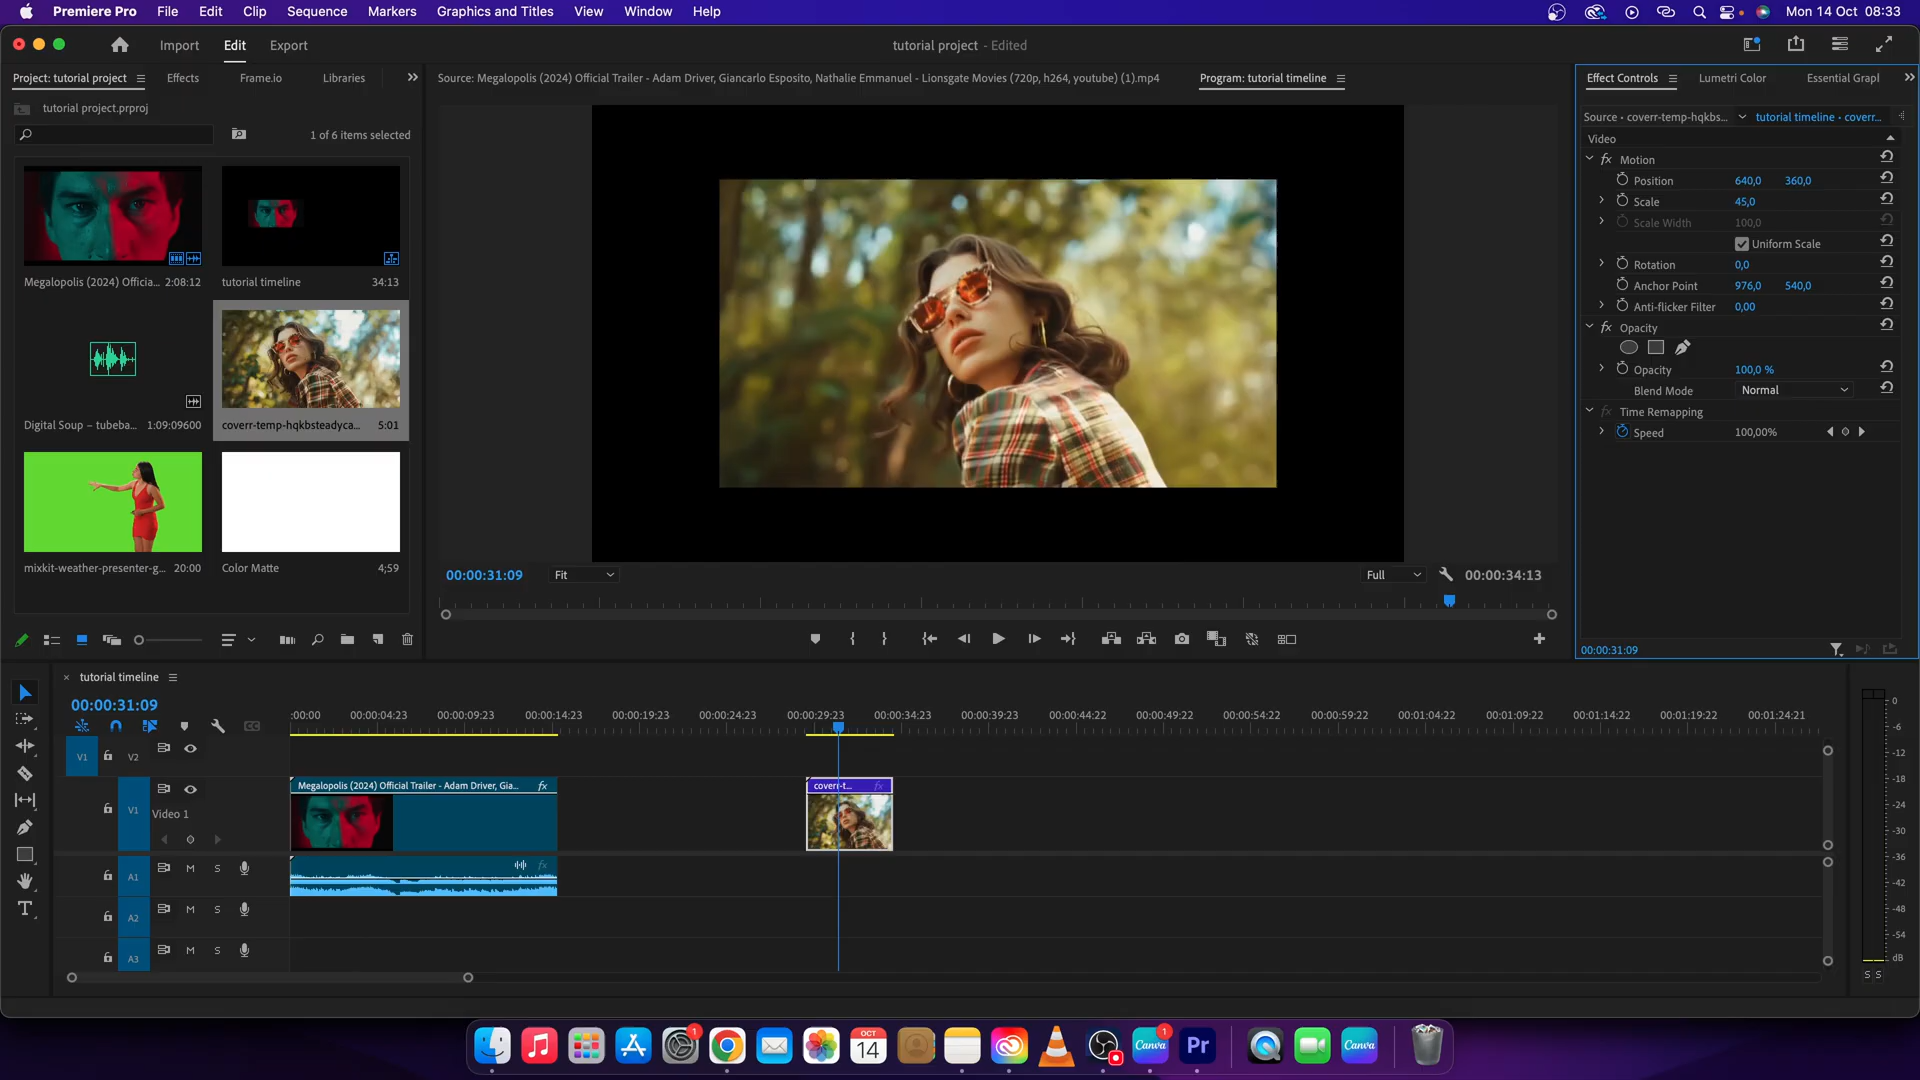 Premiere Pro File Edit Clip Sequence Markers Graphics and Titles View Window Help Mon 14 Oct 08:33
Import Edit Export tutorial project - Edited
Project: tutorial project Effects Frame.io Libraries
Source: Megalopolis (2024) Official Trailer - Adam Driver, Giancarlo Esposito, Nathalie Emmanuel - Lionsgate Movies (720p, h264, youtube) (1).mp4 Program: tutorial timeline
Effect Controls Lumetri Color Essential Grapl
tutorial project.prproj
1 of 6 items selected
Source • coverr-temp-hqkbs... tutorial timeline • coverr...
Video
fx Motion
Position 640,0 360,0
Scale 45,0
Scale Width 100,0
Uniform Scale
Rotation 0,0
Anchor Point 976,0 540,0
Anti-flicker Filter 0,00
fx Opacity
Opacity 100,0 %
Blend Mode Normal
fx Time Remapping
Speed 100,00%
00:00:31:09
Megalopolis (2024) Officia... 2:08:12
tutorial timeline 34:13
Digital Soup – tubeba... 1:09:09600
coverr-temp-hqkbsteadyca... 5:01
mixkit-weather-presenter-g... 20:00
Color Matte 4;59
00:00:31:09 Fit Full 00:00:34:13
tutorial timeline
00:00:31:09
CC
:00:00 00:00:04:23 00:00:09:23 00:00:14:23 00:00:19:23 00:00:24:23 00:00:29:23 00:00:34:23 00:00:39:23 00:00:44:22 00:00:49:22 00:00:54:22 00:00:59:22 00:01:04:22 00:01:09:22 00:01:14:22 00:01:19:22 00:01:24:21
V1 V2
V1 Video 1
Megalopolis (2024) Official Trailer - Adam Driver, Gia... fx
coverr-t... fx
A1 M S fx
A2 M S
A3 M S
0
-6
-12
-18
-24
-30
-36
-42
-48
-54
dB
S S
T
OCT
14
1
Canva
1
Pr
Canva